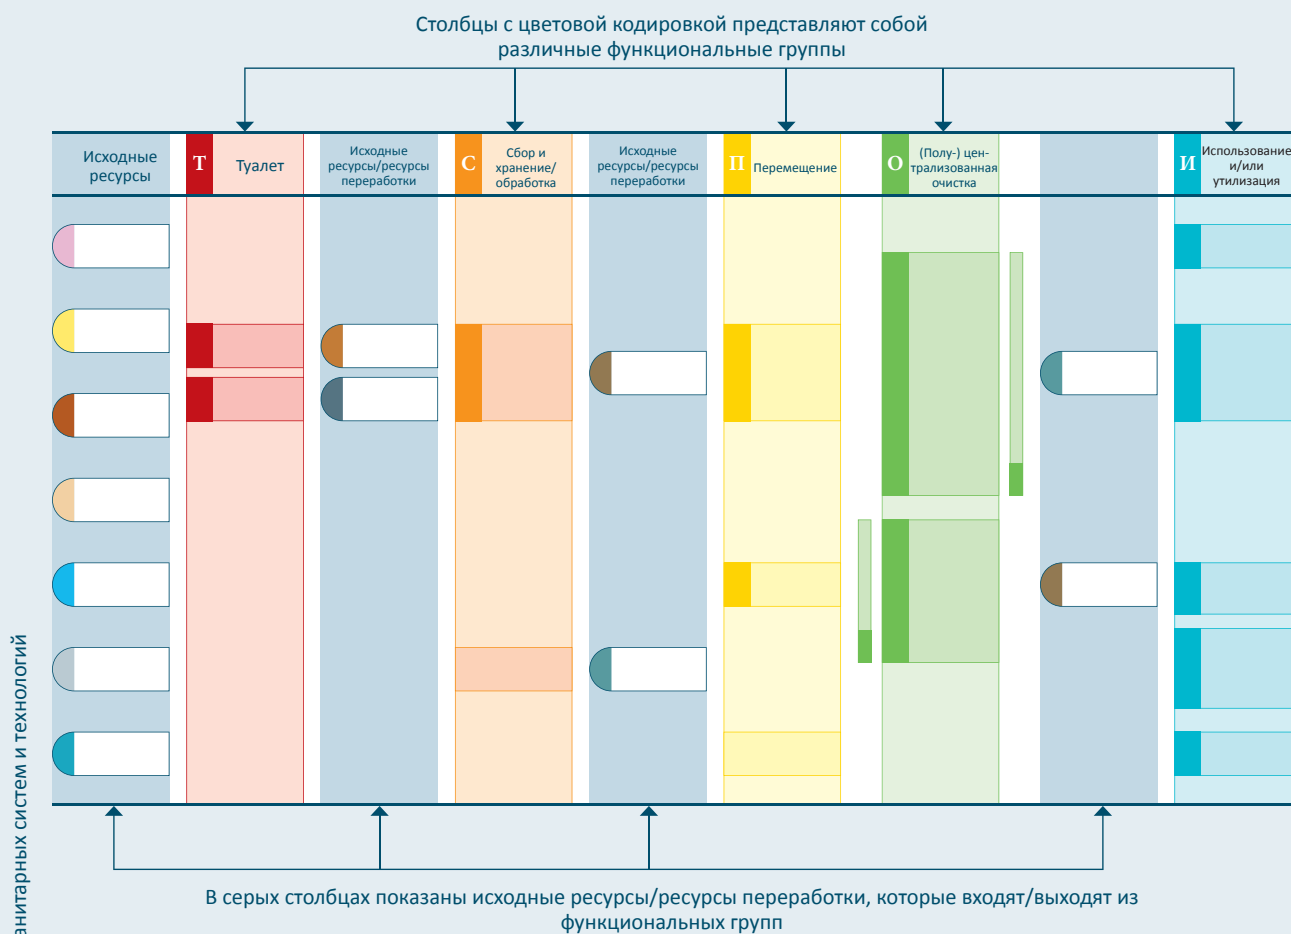 Столбцы с цветовой кодировкой представляют собой
различные функциональные группы
Исходные
ресурсы
Т
Туалет
Исходные
ресурсы/ресурсы
переработки
С
Сбор и
хранение/
обработка
Исходные
ресурсы/ресурсы
переработки
П
Перемещение
О
(Полу-) цен-
трализованная
очистка
И
Использование
и/или
утилизация
В серых столбцах показаны исходные ресурсы/ресурсы переработки, которые входят/выходят из
функциональных групп
анитарных систем и технологий